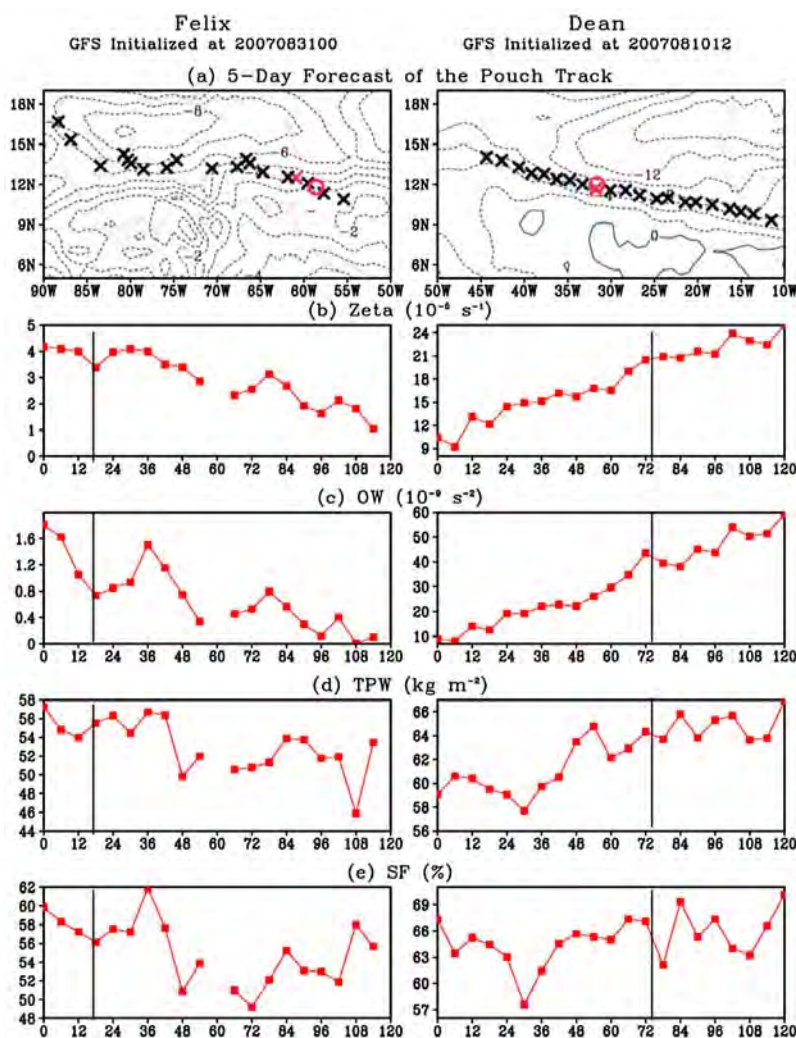 Felix Dean
GFS Initialized at 2007083100 GFS Initialized at 2007081012
(a) 5-Day Forecast of the Pouch Track
18N 18N
15N 15N
12N 12N
9N 9N
6N 6N
-8 -6 -2 -2 -4 -12 0
90W 85W 80W 75W 70W 65W 60W 55W 50W 50W 45W 40W 35W 30W 25W 20W 15W 10W
(b) Zeta (10⁻⁶ s⁻¹)
5 4 3 2 1 0 24 21 18 15 12 9
0 12 24 36 48 60 72 84 96 108 120 0 12 24 36 48 60 72 84 96 108 120
(c) OW (10⁻⁹ s⁻²)
1.6 1.2 0.8 0.4 0 60 50 40 30 20 10
0 12 24 36 48 60 72 84 96 108 120 0 12 24 36 48 60 72 84 96 108 120
(d) TPW (kg m⁻²)
58 56 54 52 50 48 46 44 66 64 62 60 58 56
0 12 24 36 48 60 72 84 96 108 120 0 12 24 36 48 60 72 84 96 108 120
(e) SF (%)
62 60 58 56 54 52 50 48 69 66 63 60 57
0 12 24 36 48 60 72 84 96 108 120 0 12 24 36 48 60 72 84 96 108 120